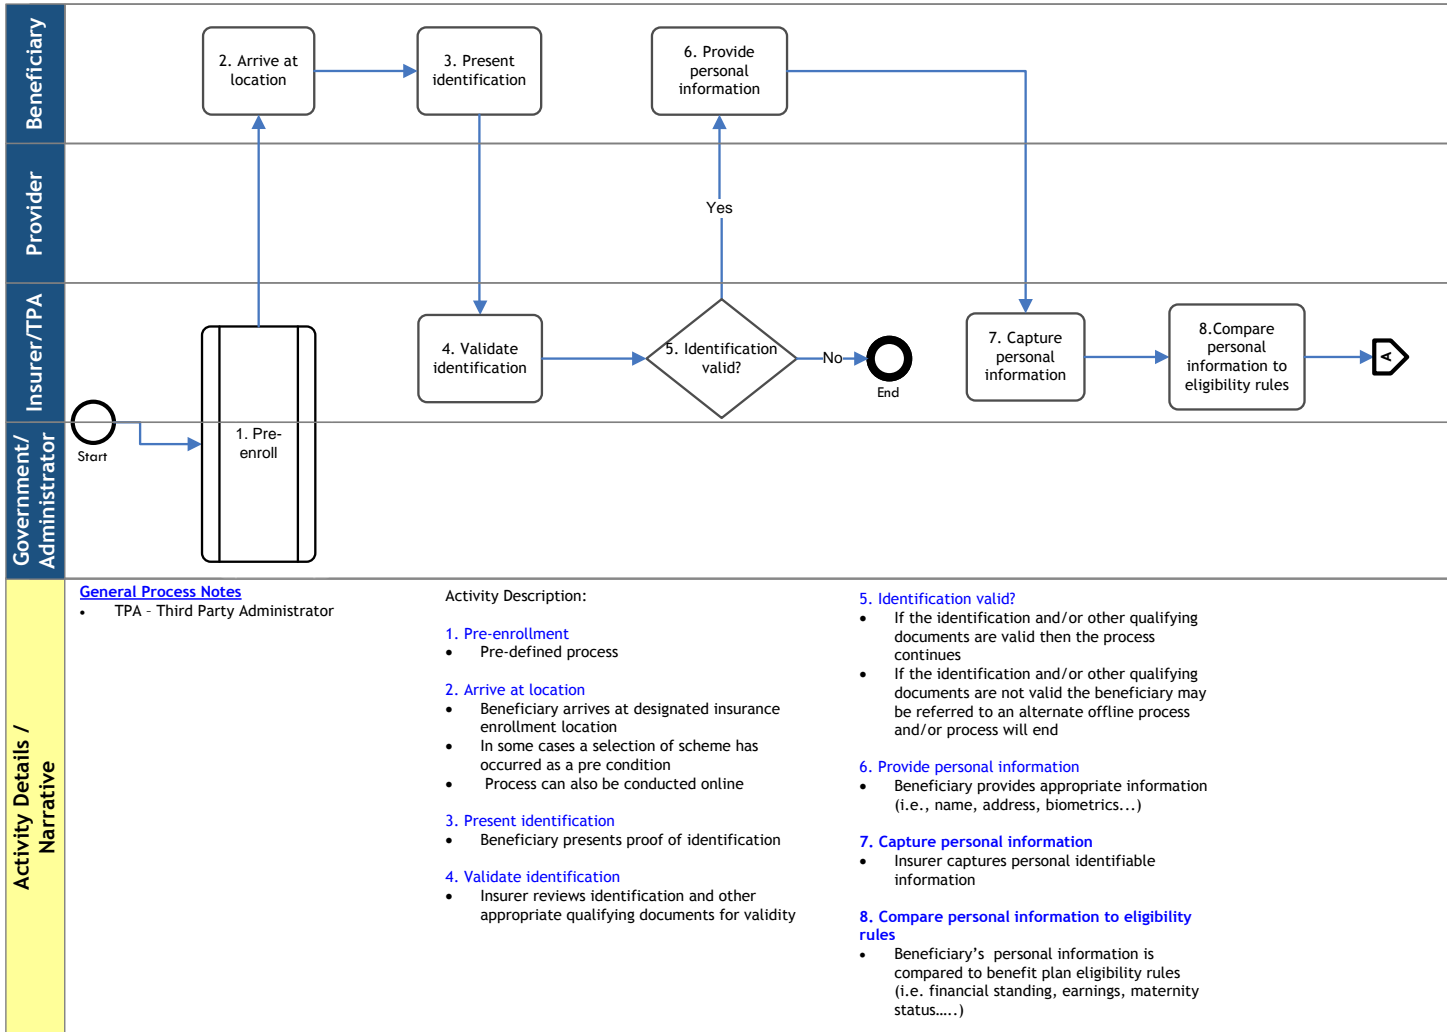 Beneficiary
2. Arrive at
location
3. Present
identification
6. Provide
personal
information
Provider
Yes
Insurer/TPA
4. Validate
identification
5. Identification
valid?
No
End
7. Capture
personal
information
8.Compare
personal
information to
eligibility rules
A
Government/
Administrator
Start
1. Pre-
enroll
Activity Details /
Narrative
General Process Notes
• TPA – Third Party Administrator
Activity Description:
1. Pre-enrollment
• Pre-defined process
2. Arrive at location
• Beneficiary arrives at designated insurance
enrollment location
• In some cases a selection of scheme has
occurred as a pre condition
• Process can also be conducted online
3. Present identification
• Beneficiary presents proof of identification
4. Validate identification
• Insurer reviews identification and other
appropriate qualifying documents for validity
5. Identification valid?
• If the identification and/or other qualifying
documents are valid then the process
continues
• If the identification and/or other qualifying
documents are not valid the beneficiary may
be referred to an alternate offline process
and/or process will end
6. Provide personal information
• Beneficiary provides appropriate information
(i.e., name, address, biometrics...)
7. Capture personal information
• Insurer captures personal identifiable
information
8. Compare personal information to eligibility
rules
• Beneficiary's personal information is
compared to benefit plan eligibility rules
(i.e. financial standing, earnings, maternity
status…..)